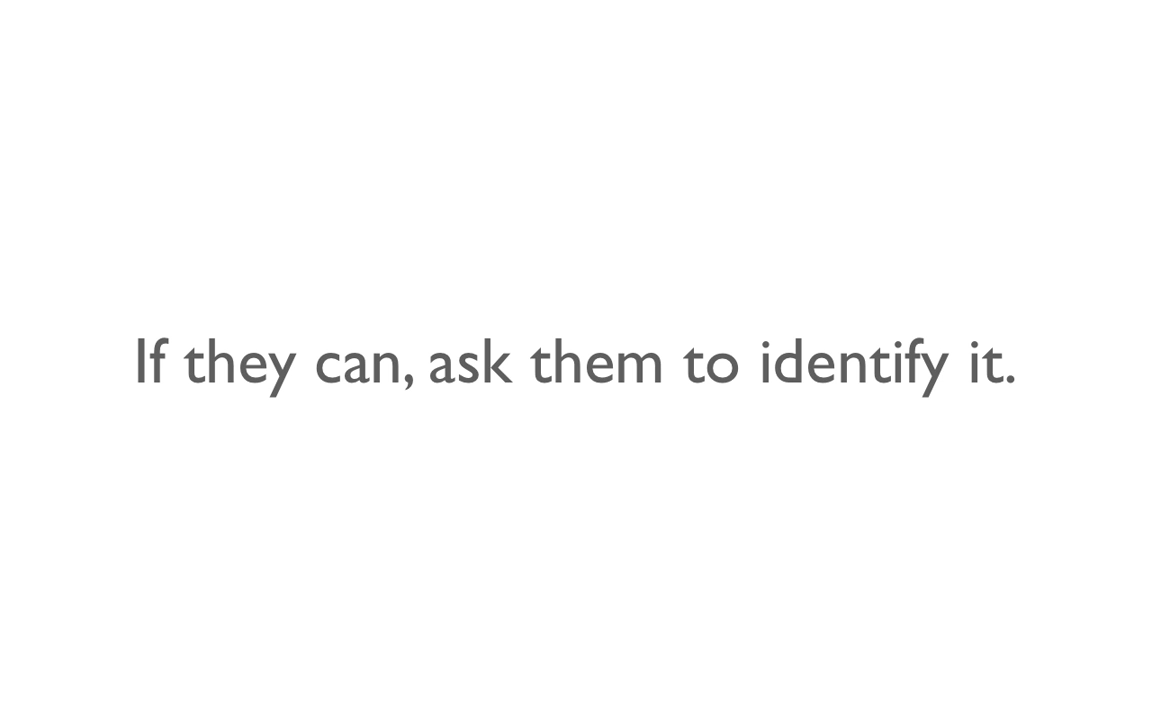 If they can, ask them to identify it.